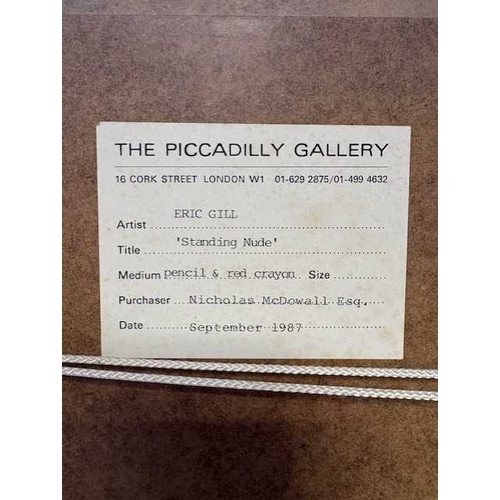 THE PICCADILLY GALLERY
16 CORK STREET LONDON W1 01-629 2875/01-499 4632
Artist ERIC GILL
Title 'Standing Nude'
Medium pencil & red crayon Size
Purchaser Nicholas McDowall Esq.
Date September 1987